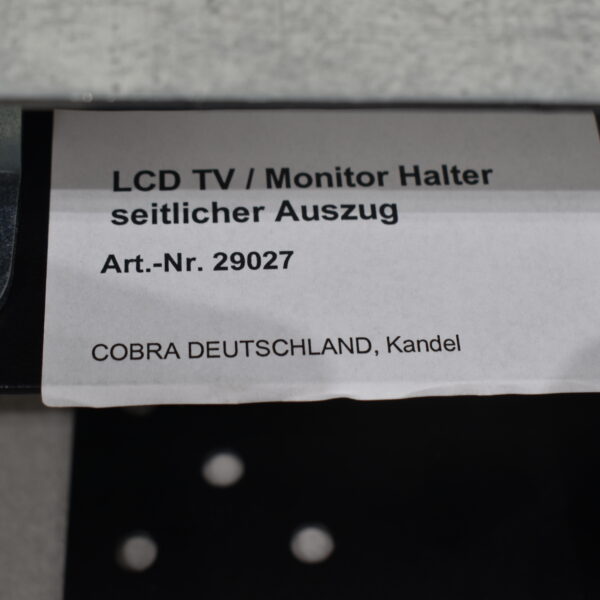 LCD TV / Monitor Halter
seitlicher Auszug
Art.-Nr. 29027
COBRA DEUTSCHLAND, Kandel